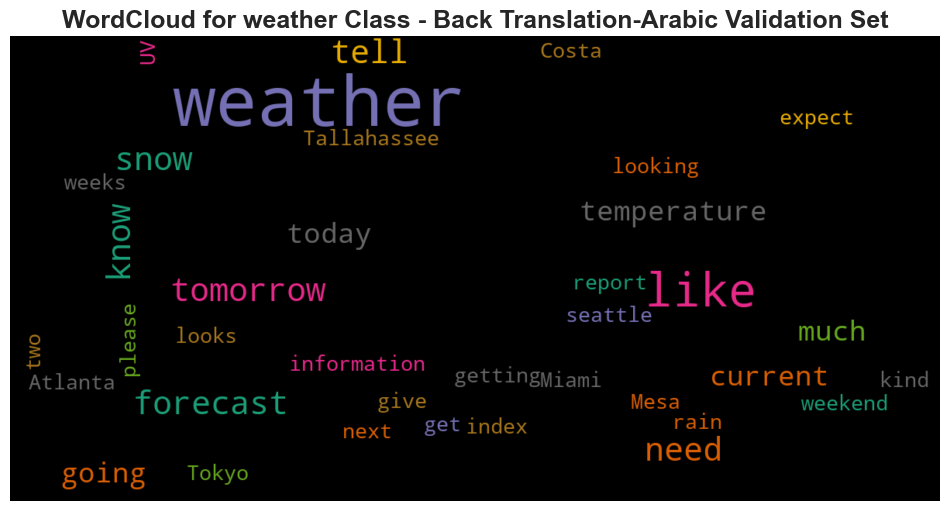 WordCloud for weather Class - Back Translation-Arabic Validation Set
UV
tell
Costa
weather
expect
Tallahassee
snow
looking
weeks
know
temperature
today
tomorrow
report
like
seattle
please
looks
much
two
information
Atlanta
getting
Miami
current
kind
forecast
give
Mesa
weekend
next
get
index
rain
need
going
Tokyo